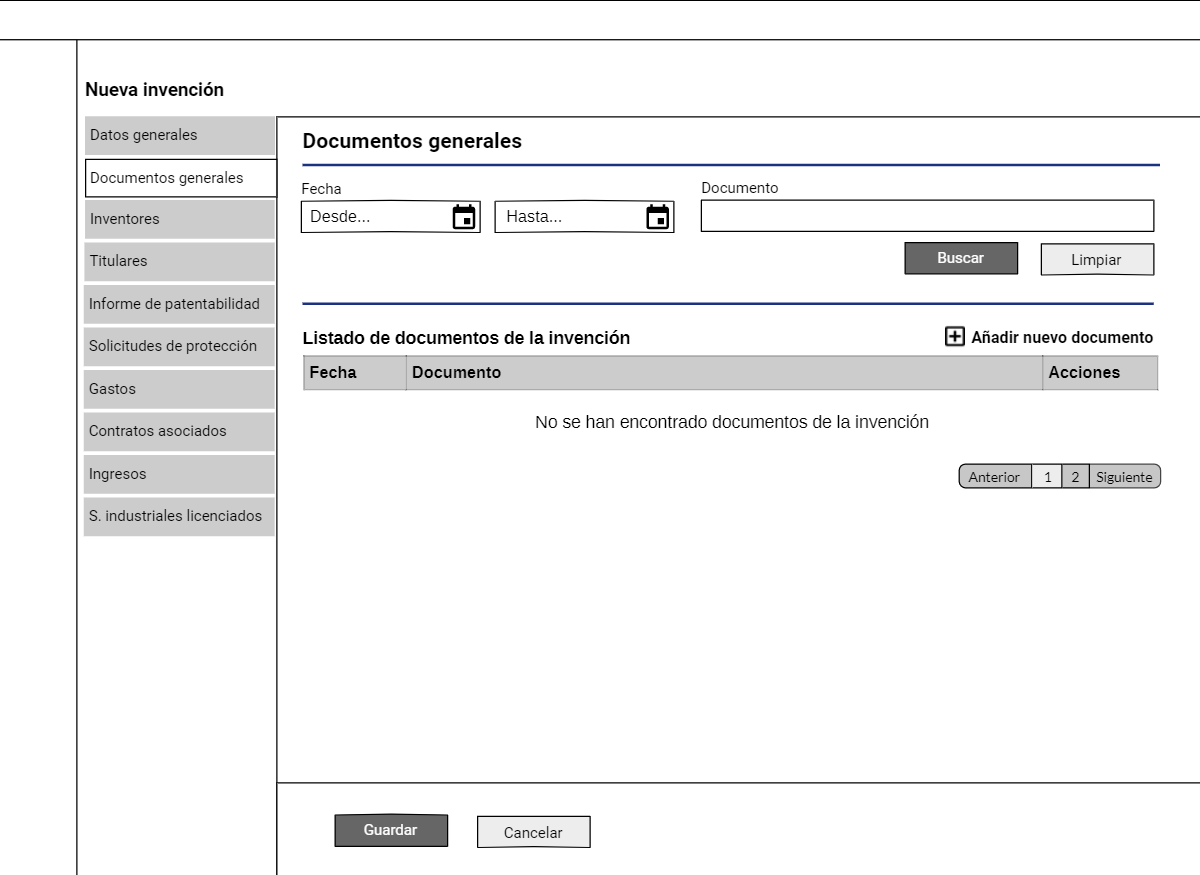 Nueva invención
Datos generales
Documentos generales
Inventores
Titulares
Informe de patentabilidad
Solicitudes de protección
Gastos
Contratos asociados
Ingresos
S. industriales licenciados
Documentos generales
Fecha
Documento
Desde...
Hasta...
Buscar
Limpiar
Listado de documentos de la invención
Añadir nuevo documento
Fecha
Documento
Acciones
No se han encontrado documentos de la invención
Anterior 1 2 Siguiente
Guardar
Cancelar